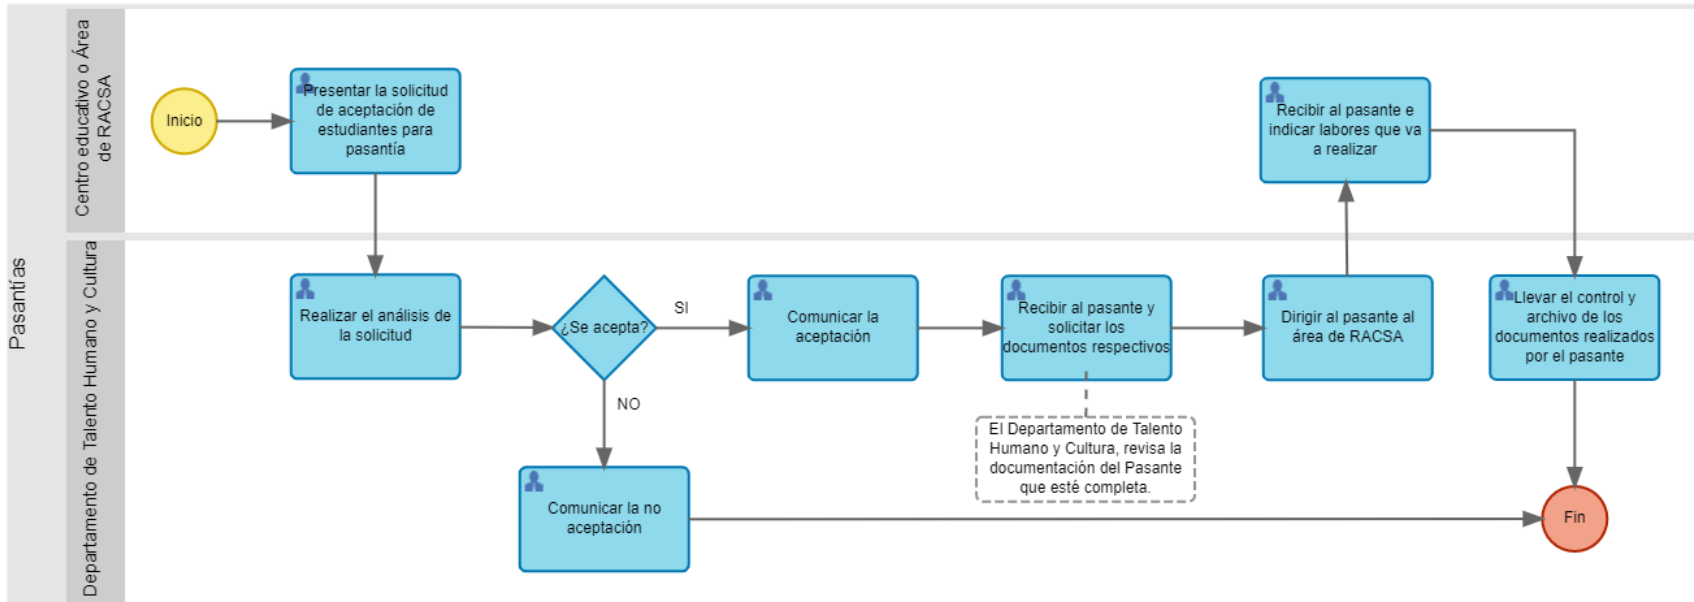 Pasantías
Centro educativo o Área
de RACSA
Inicio
Presentar la solicitud
de aceptación de
estudiantes para
pasantía
Recibir al pasante e
indicar labores que va
a realizar
Departamento de Talento Humano y Cultura
Realizar el análisis de
la solicitud
¿Se acepta?
SI
Comunicar la
aceptación
Recibir al pasante y
solicitar los
documentos respectivos
Dirigir al pasante al
área de RACSA
Llevar el control y
archivo de los
documentos realizados
por el pasante
NO
El Departamento de Talento
Humano y Cultura, revisa la
documentación del Pasante
que esté completa.
Comunicar la no
aceptación
Fin